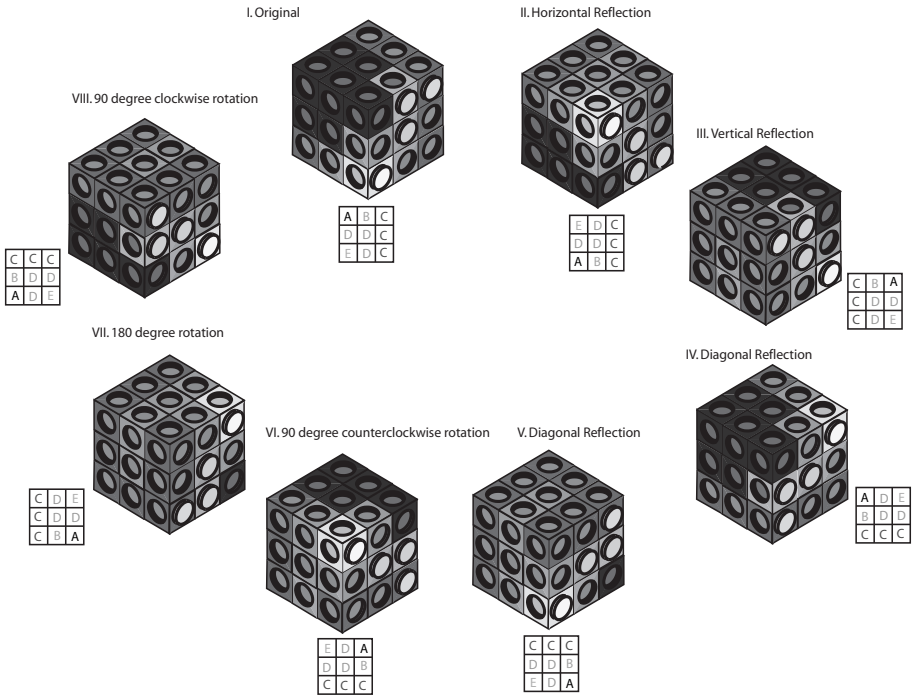 I. Original
A B C
D D C
E D C
II. Horizontal Reflection
E D C
D D C
A B C
III. Vertical Reflection
C B A
C D D
C D E
IV. Diagonal Reflection
A D E
B D D
C C C
V. Diagonal Reflection
C C C
D D B
E D A
VI. 90 degree counterclockwise rotation
E D A
D D B
C C C
VII. 180 degree rotation
C D E
C D D
C B A
VIII. 90 degree clockwise rotation
C C C
B D D
A D E